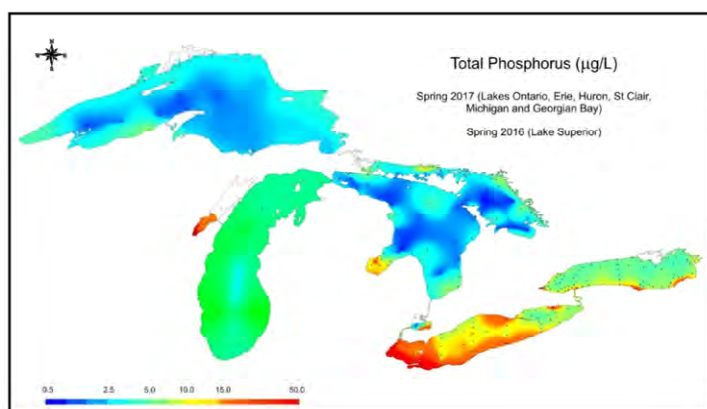 N
Total Phosphorus (µg/L)
Spring 2017 (Lakes Ontario, Erie, Huron, St Clair,
Michigan and Georgian Bay)
Spring 2016 (Lake Superior)
0.5 2.5 5.0 10.0 15.0 50.0